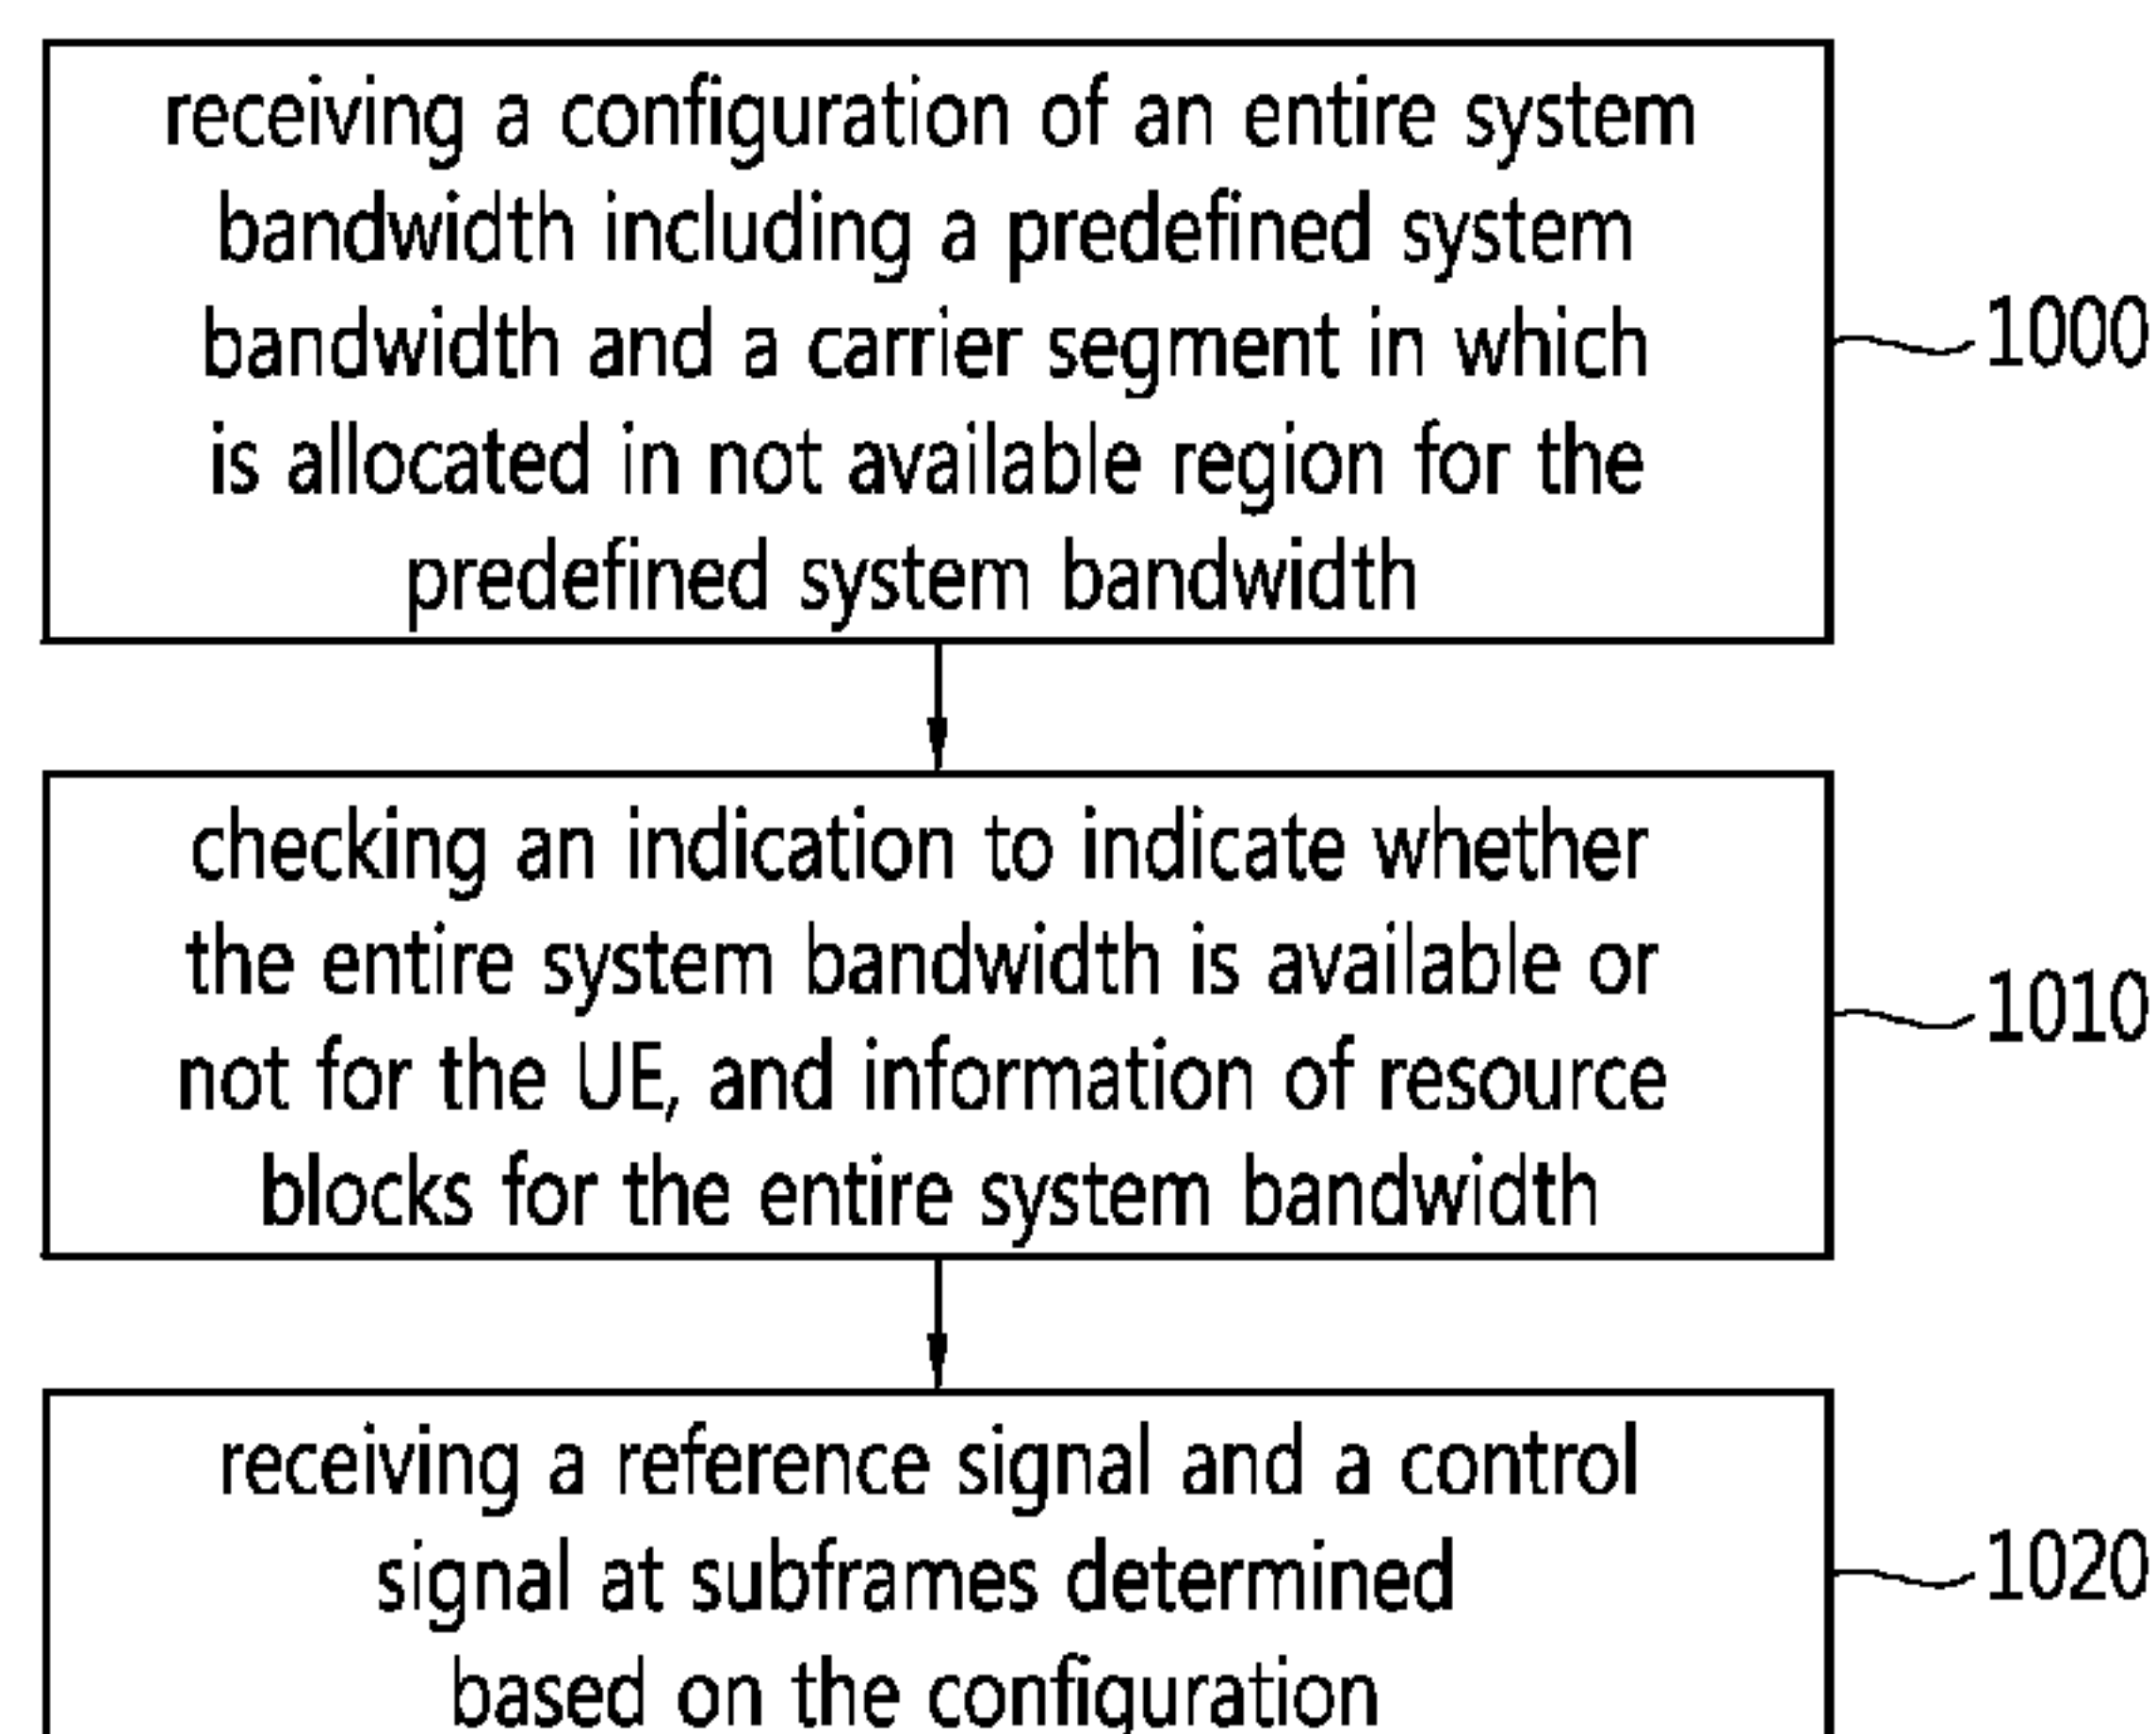 receiving a configuration of an entire system
bandwidth including a predefined system
bandwidth and a carrier segment in which
is allocated in not available region for the
predefined system bandwidth
1000
checking an indication to indicate whether
the entire system bandwidth is available or
not for the UE, and information of resource
blocks for the entire system bandwidth
1010
receiving a reference signal and a control
signal at subframes determined
based on the configuration
1020